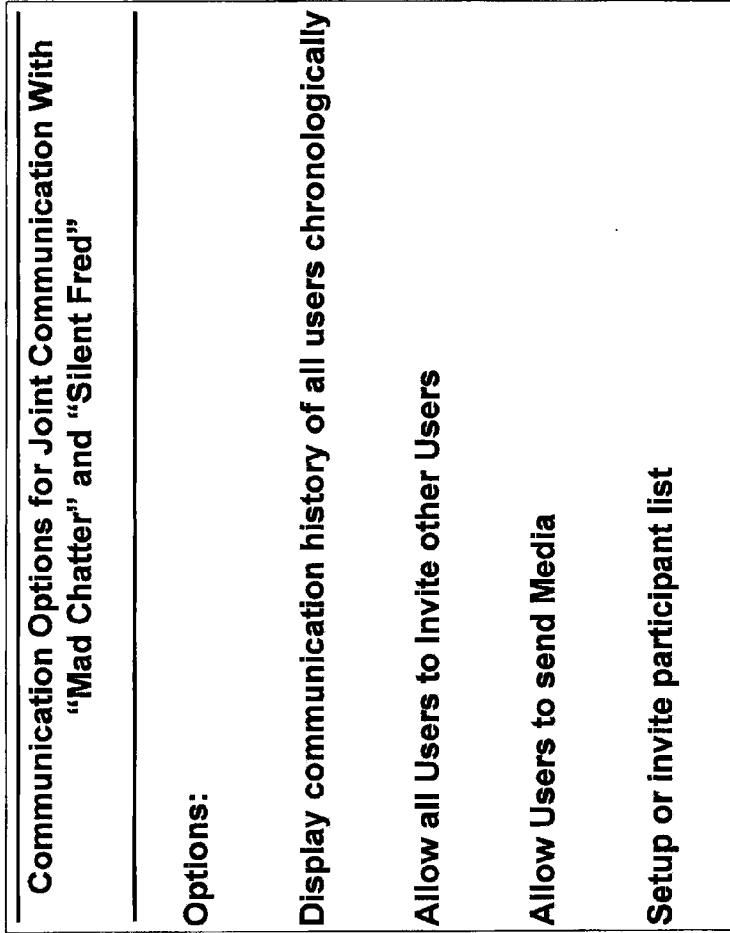 Communication Options for Joint Communication With
“Mad Chatter” and “Silent Fred”
Options:
Display communication history of all users chronologically
Allow all Users to Invite other Users
Allow Users to send Media
Setup or invite participant list